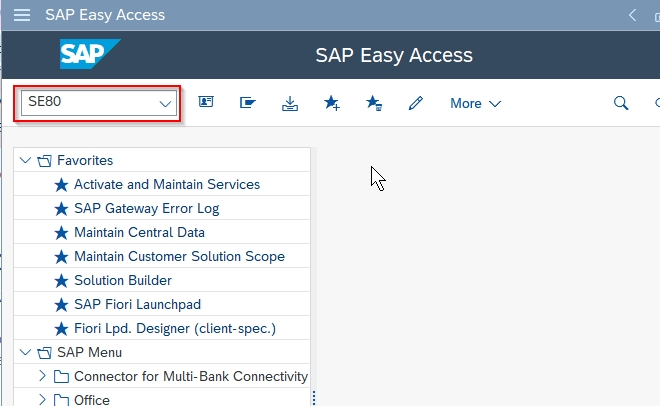 SAP Easy Access
SAP
SAP Easy Access
SE80
More
Favorites
Activate and Maintain Services
SAP Gateway Error Log
Maintain Central Data
Maintain Customer Solution Scope
Solution Builder
SAP Fiori Launchpad
Fiori Lpd. Designer (client-spec.)
SAP Menu
Connector for Multi-Bank Connectivity
Office